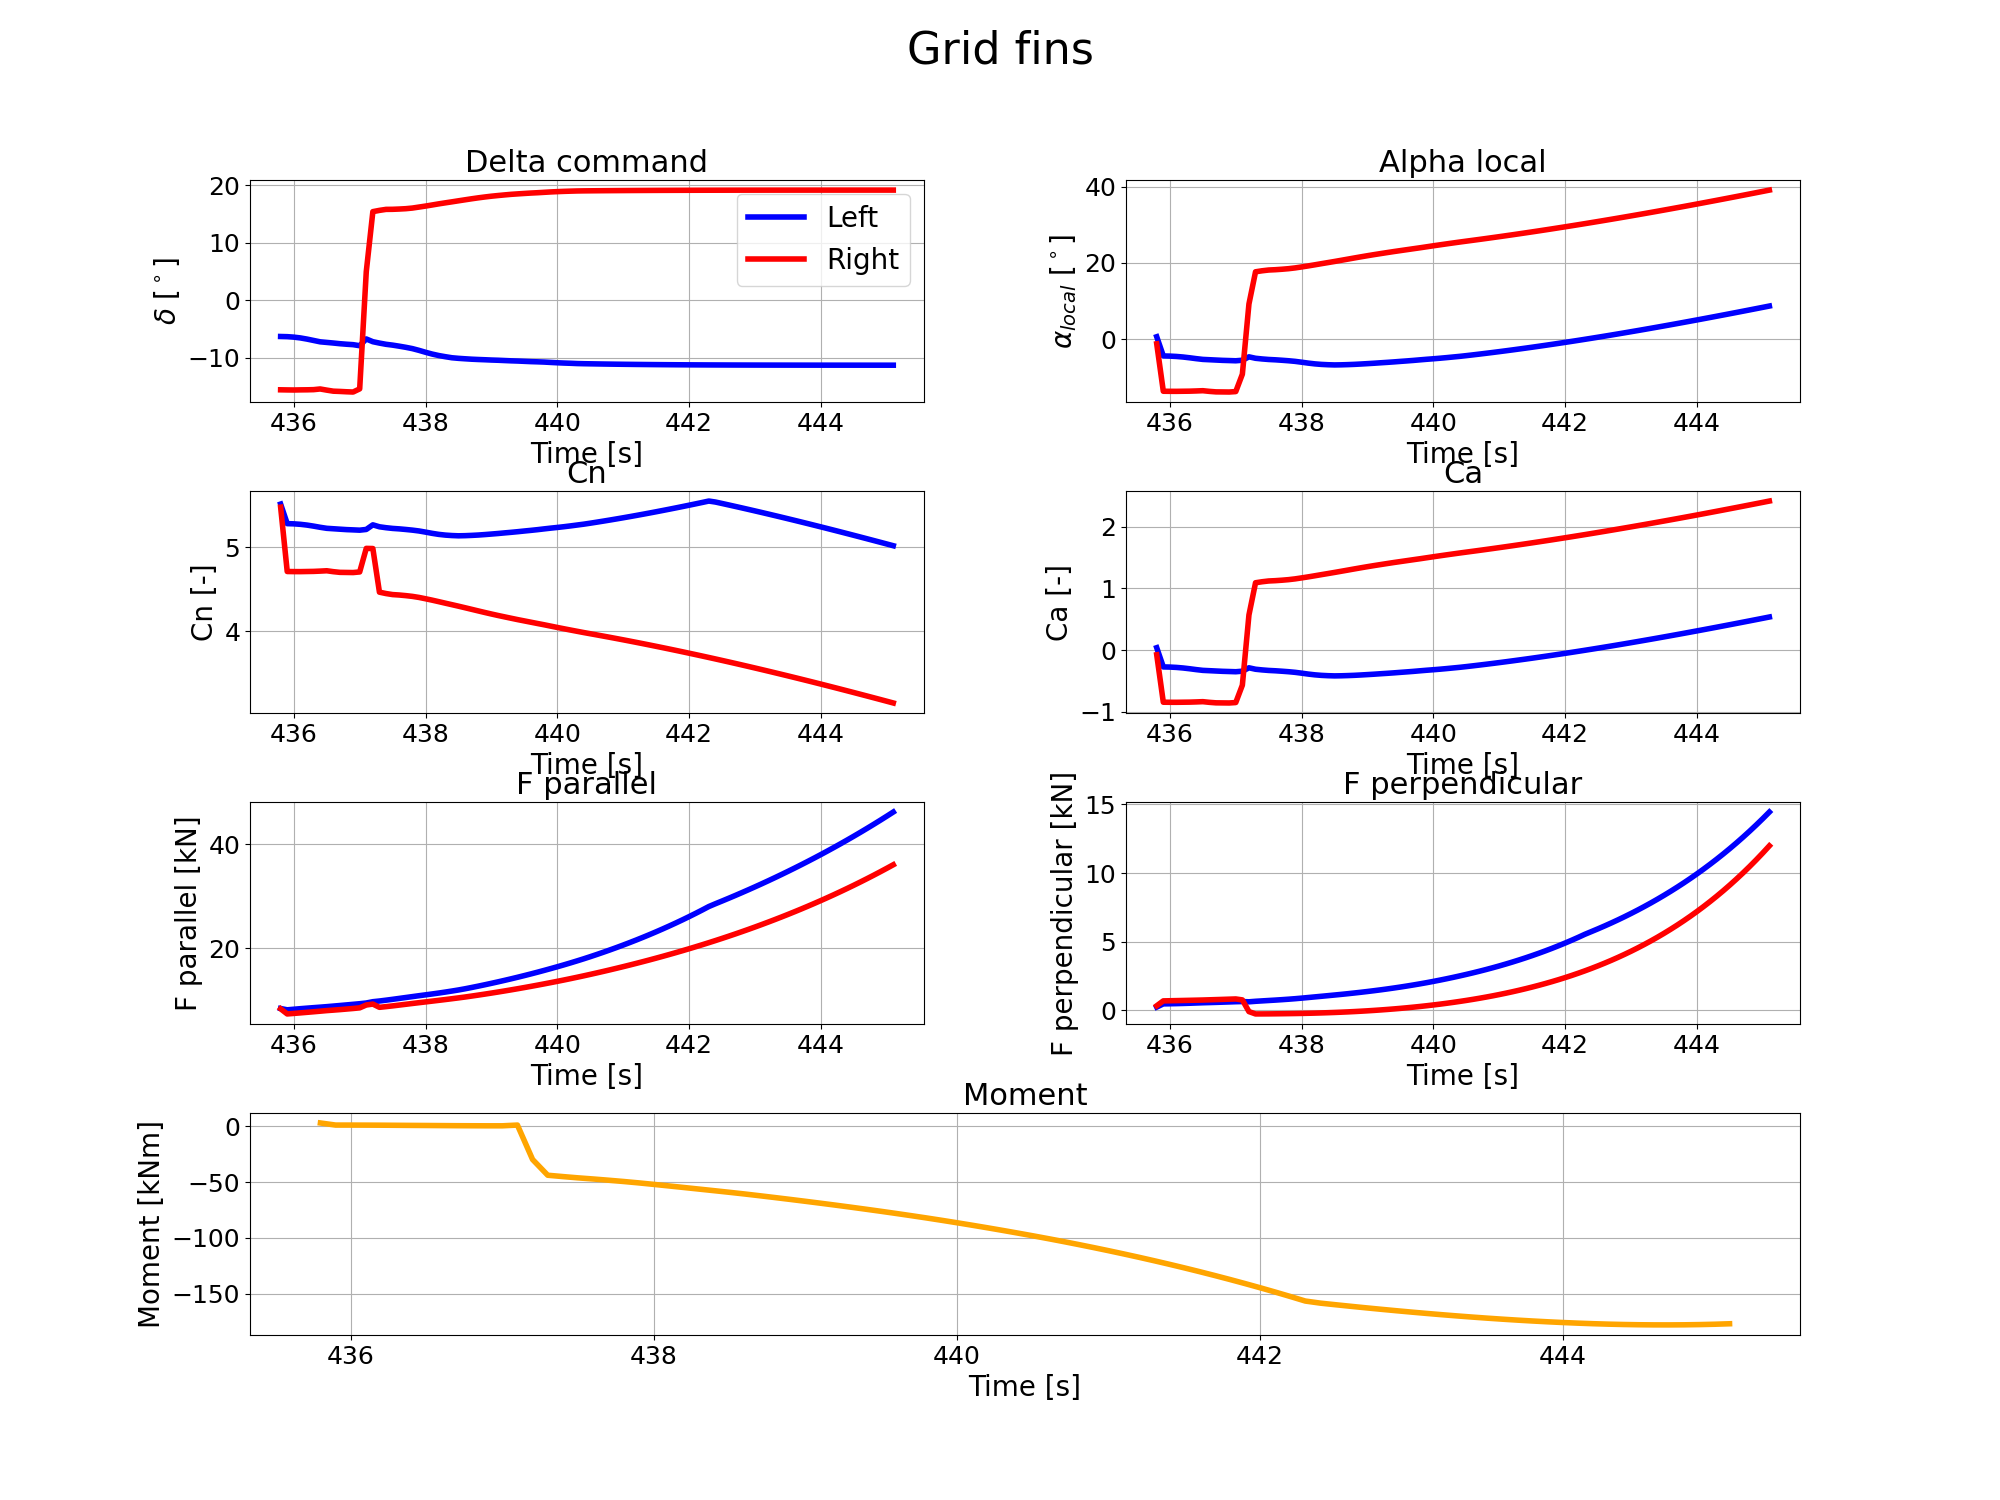 Grid fins
Delta command
δ [°]
20
10
0
−10
436 438 440 442 444
Time [s]
Left
Right
Alpha local
αlocal [°]
40
20
0
436 438 440 442 444
Time [s]
Cn
Cn [-]
5
4
436 438 440 442 444
Time [s]
Ca
Ca [-]
2
1
0
−1
436 438 440 442 444
Time [s]
F parallel
F parallel [kN]
40
20
436 438 440 442 444
Time [s]
F perpendicular
F perpendicular [kN]
15
10
5
0
436 438 440 442 444
Time [s]
Moment
Moment [kNm]
0
−50
−100
−150
436 438 440 442 444
Time [s]